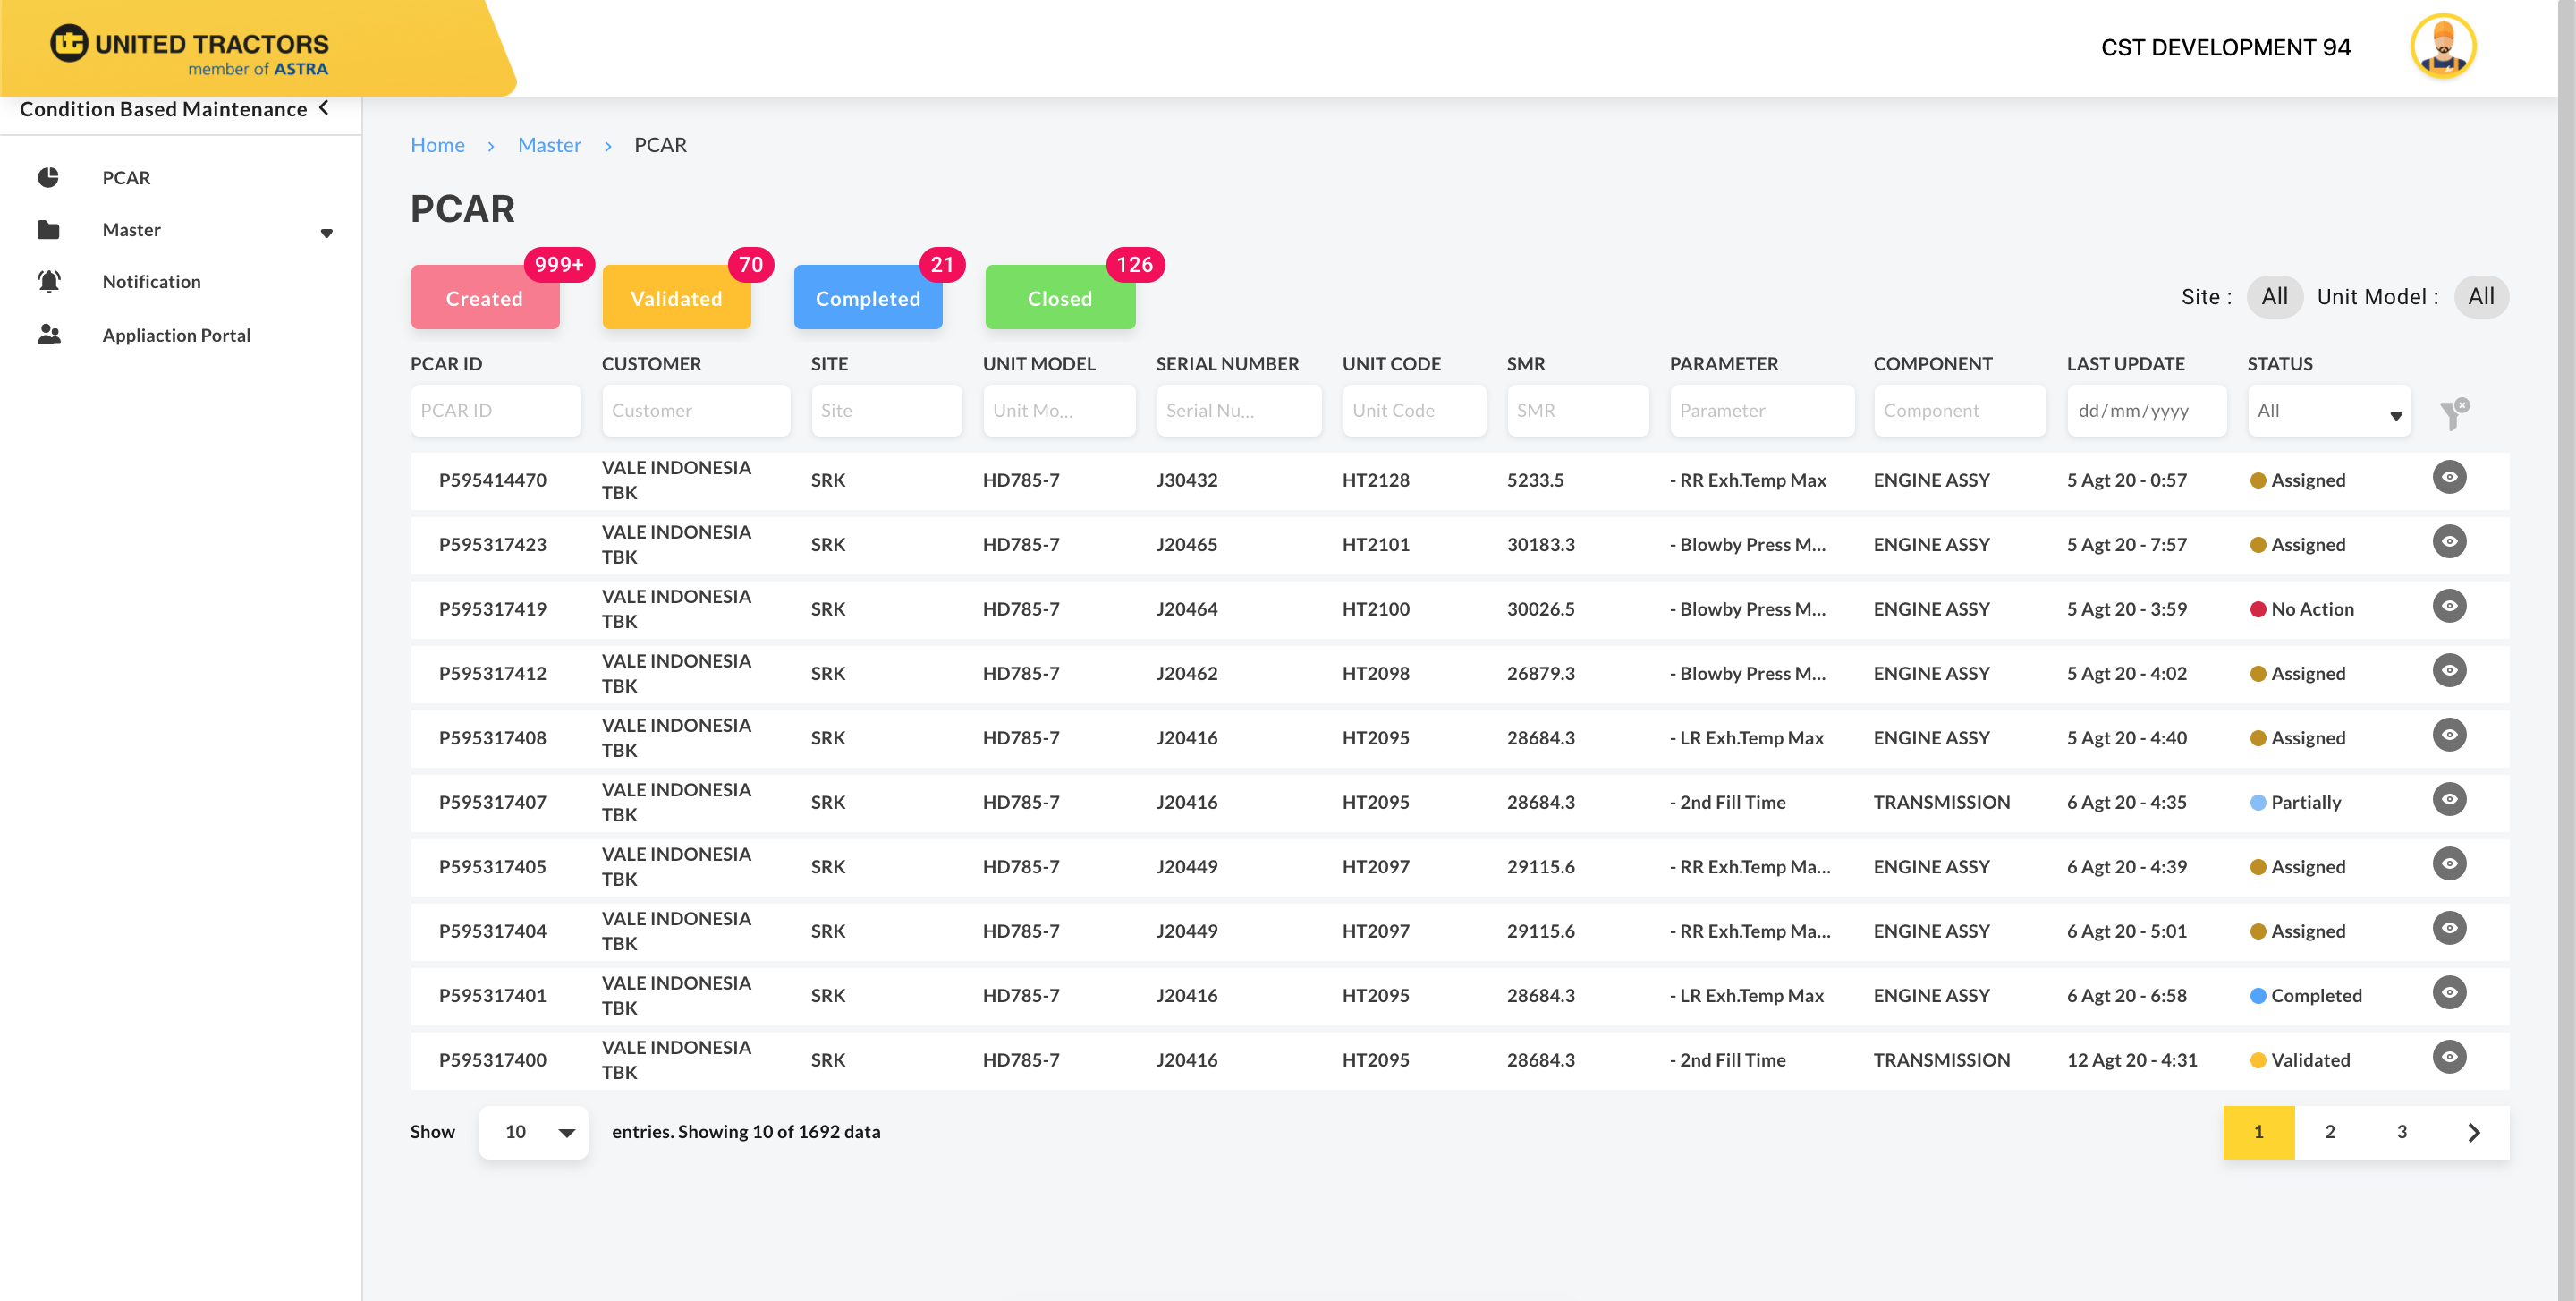 UNITED TRACTORS
member of ASTRA
CST DEVELOPMENT 94
Condition Based Maintenance
PCAR
Master
Notification
Appliaction Portal
Home > Master > PCAR
PCAR
Created 999+
Validated 70
Completed 21
Closed 126
Site : All Unit Model : All
PCAR ID CUSTOMER SITE UNIT MODEL SERIAL NUMBER UNIT CODE SMR PARAMETER COMPONENT LAST UPDATE STATUS
PCAR ID Customer Site Unit Mo... Serial Nu... Unit Code SMR Parameter Component dd/mm/yyyy All
P595414470 VALE INDONESIA TBK SRK HD785-7 J30432 HT2128 5233.5 - RR Exh.Temp Max ENGINE ASSY 5 Agt 20 - 0:57 Assigned
P595317423 VALE INDONESIA TBK SRK HD785-7 J20465 HT2101 30183.3 - Blowby Press M... ENGINE ASSY 5 Agt 20 - 7:57 Assigned
P595317419 VALE INDONESIA TBK SRK HD785-7 J20464 HT2100 30026.5 - Blowby Press M... ENGINE ASSY 5 Agt 20 - 3:59 No Action
P595317412 VALE INDONESIA TBK SRK HD785-7 J20462 HT2098 26879.3 - Blowby Press M... ENGINE ASSY 5 Agt 20 - 4:02 Assigned
P595317408 VALE INDONESIA TBK SRK HD785-7 J20416 HT2095 28684.3 - LR Exh.Temp Max ENGINE ASSY 5 Agt 20 - 4:40 Assigned
P595317407 VALE INDONESIA TBK SRK HD785-7 J20416 HT2095 28684.3 - 2nd Fill Time TRANSMISSION 6 Agt 20 - 4:35 Partially
P595317405 VALE INDONESIA TBK SRK HD785-7 J20449 HT2097 29115.6 - RR Exh.Temp Ma... ENGINE ASSY 6 Agt 20 - 4:39 Assigned
P595317404 VALE INDONESIA TBK SRK HD785-7 J20449 HT2097 29115.6 - RR Exh.Temp Ma... ENGINE ASSY 6 Agt 20 - 5:01 Assigned
P595317401 VALE INDONESIA TBK SRK HD785-7 J20416 HT2095 28684.3 - LR Exh.Temp Max ENGINE ASSY 6 Agt 20 - 6:58 Completed
P595317400 VALE INDONESIA TBK SRK HD785-7 J20416 HT2095 28684.3 - 2nd Fill Time TRANSMISSION 12 Agt 20 - 4:31 Validated
Show 10 entries. Showing 10 of 1692 data
1 2 3